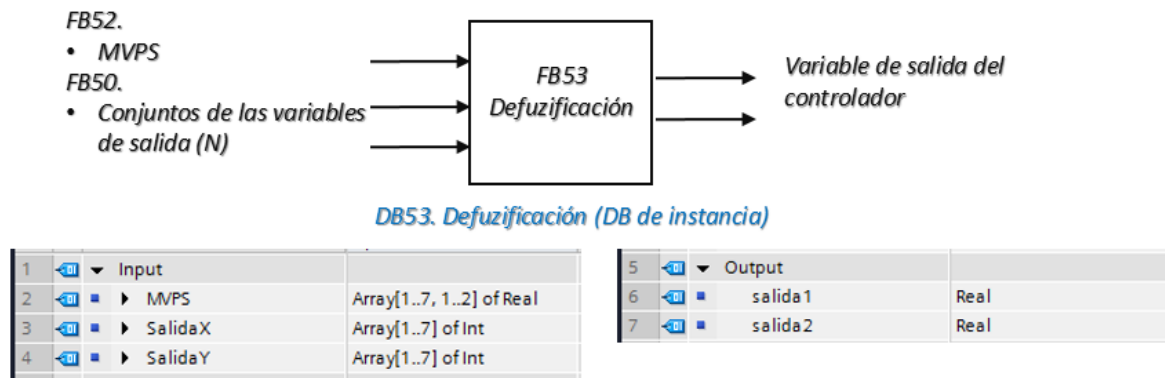 FB52.
• MVPS
FB50.
• Conjuntos de las variables
de salida (N)
FB53
Defuzificación
Variable de salida del
controlador
DB53. Defuzificación (DB de instancia)
1 Input
2 MVPS Array[1..7, 1..2] of Real
3 SalidaX Array[1..7] of Int
4 SalidaY Array[1..7] of Int
5 Output
6 salida1 Real
7 salida2 Real